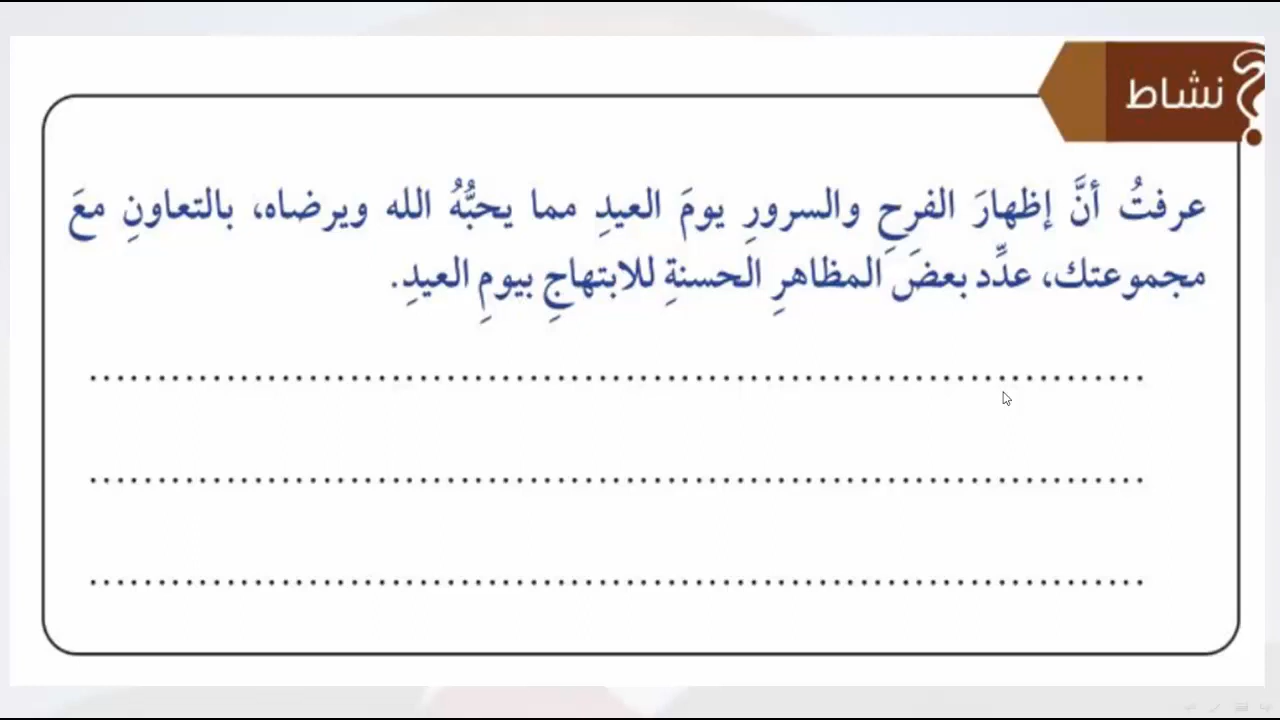 نشاط
عرفتُ أنَّ إظهارَ الفرحِ والسرورِ يومَ العيدِ مما يحبُّهُ الله ويرضاه، بالتعاونِ معَ
مجموعتك، عدِّد بعضَ المظاهرِ الحسنةِ للابتهاجِ بيومِ العيدِ.